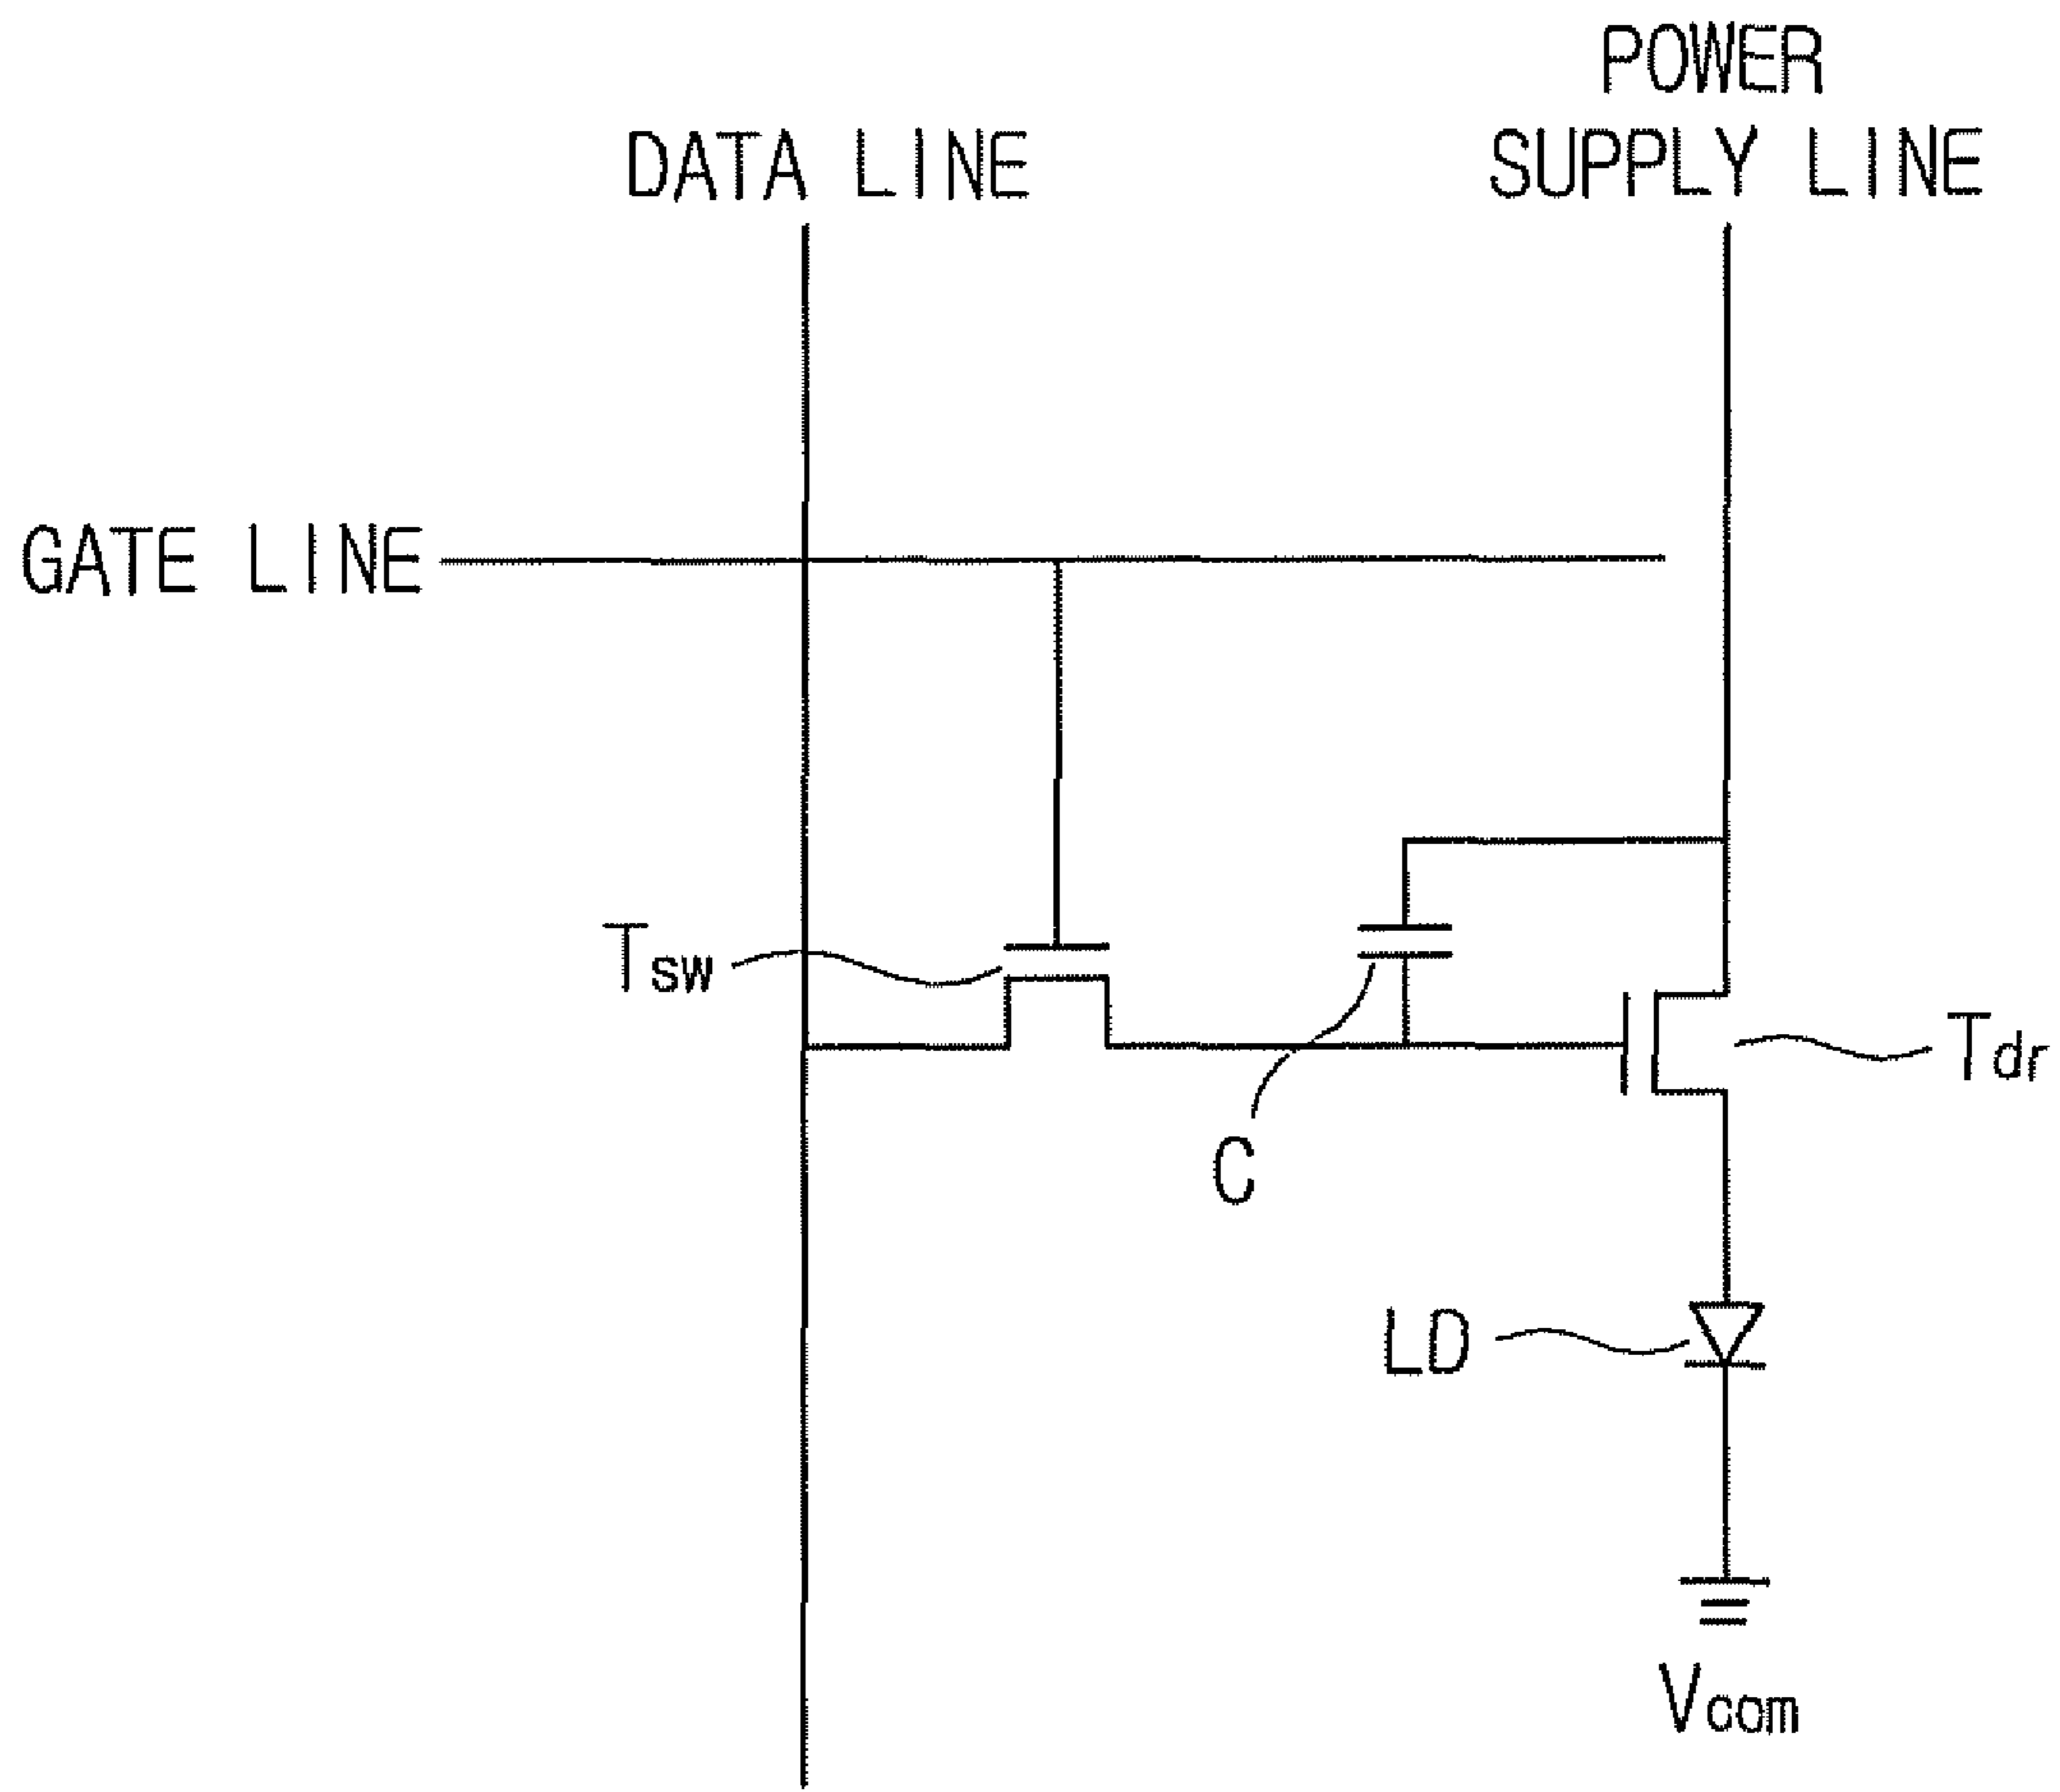 POWER
SUPPLY LINE
DATA LINE
GATE LINE
Tsw
Tdr
C
LD
Vcom